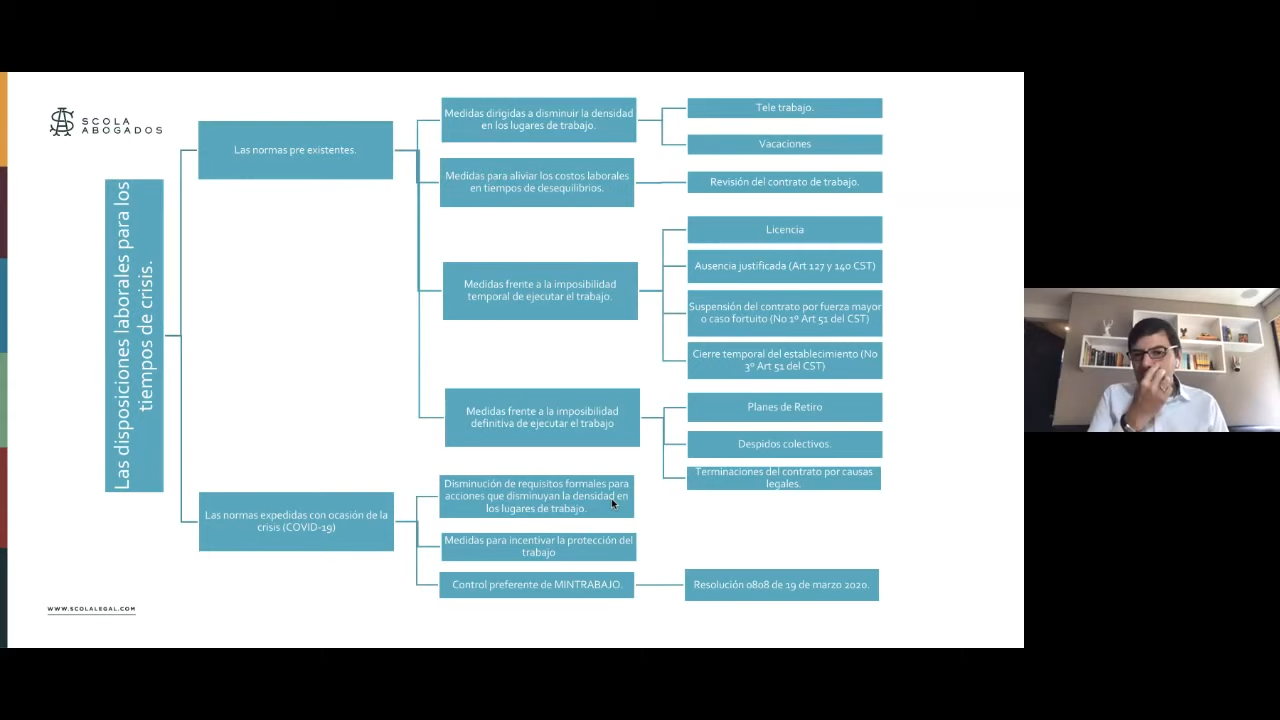 SCOLA
ABOGADOS
Las disposiciones laborales para los
tiempos de crisis.
Las normas pre existentes.
Medidas dirigidas a disminuir la densidad
en los lugares de trabajo.
Tele trabajo.
Vacaciones
Medidas para aliviar los costos laborales
en tiempos de desequilibrios.
Revisión del contrato de trabajo.
Medidas frente a la imposibilidad
temporal de ejecutar el trabajo.
Licencia
Ausencia justificada (Art 127 y 140 CST)
Suspensión del contrato por fuerza mayor
o caso fortuito (No 1º Art 51 del CST)
Cierre temporal del establecimiento (No
3º Art 51 del CST)
Medidas frente a la imposibilidad
definitiva de ejecutar el trabajo
Planes de Retiro
Despidos colectivos.
Terminaciones del contrato por causas
legales.
Las normas expedidas con ocasión de la
crisis (COVID-19)
Disminución de requisitos formales para
acciones que disminuyan la densidad en
los lugares de trabajo.
Medidas para incentivar la protección del
trabajo
Control preferente de MINTRABAJO.
Resolución 0808 de 19 de marzo 2020.
WWW.SCOLALEGAL.COM